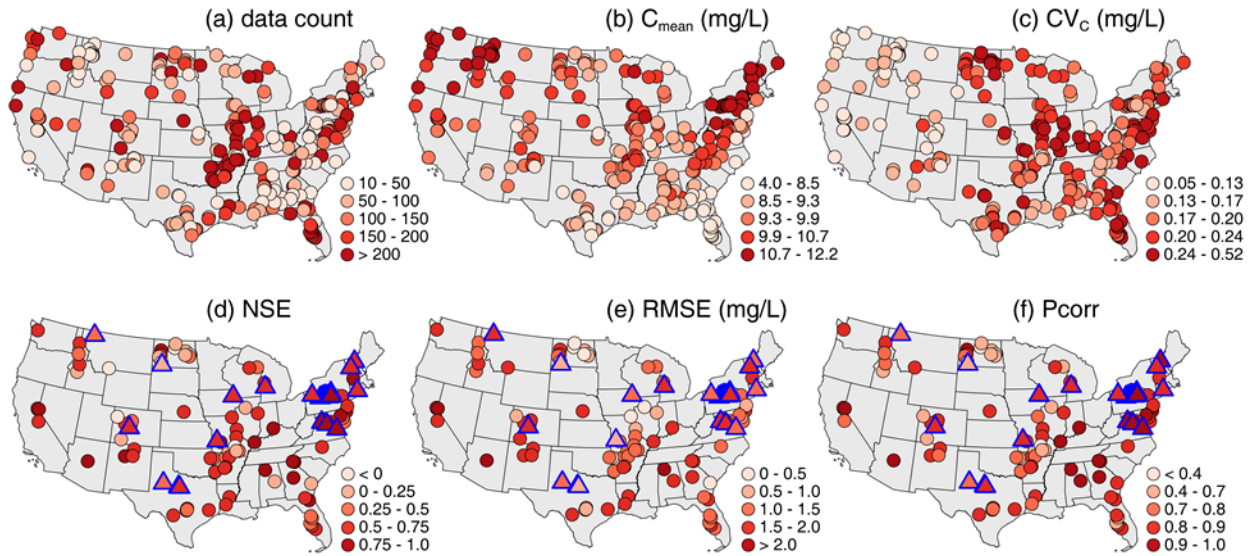 (a) data count
10 - 50
50 - 100
100 - 150
150 - 200
> 200
(b) Cmean (mg/L)
4.0 - 8.5
8.5 - 9.3
9.3 - 9.9
9.9 - 10.7
10.7 - 12.2
(c) CVC (mg/L)
0.05 - 0.13
0.13 - 0.17
0.17 - 0.20
0.20 - 0.24
0.24 - 0.52
(d) NSE
< 0
0 - 0.25
0.25 - 0.5
0.5 - 0.75
0.75 - 1.0
(e) RMSE (mg/L)
0 - 0.5
0.5 - 1.0
1.0 - 1.5
1.5 - 2.0
> 2.0
(f) Pcorr
< 0.4
0.4 - 0.7
0.7 - 0.8
0.8 - 0.9
0.9 - 1.0